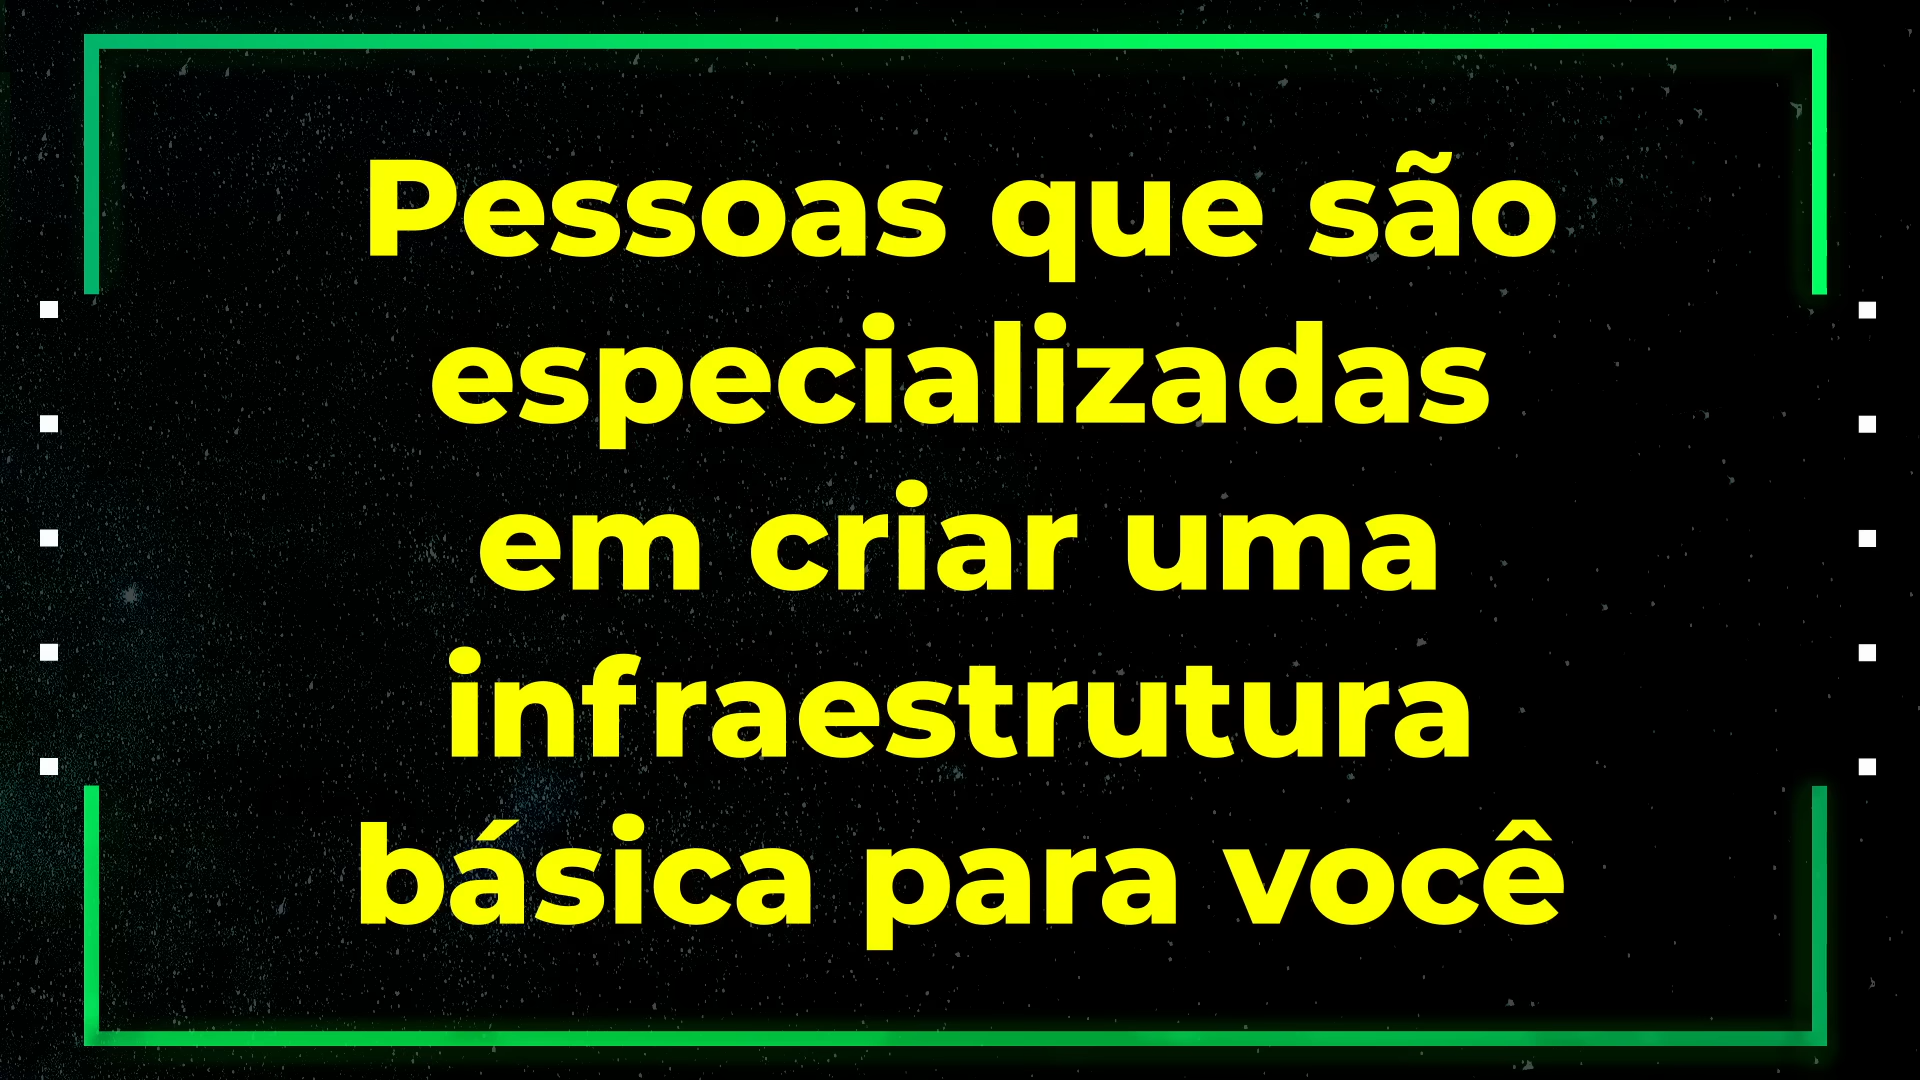 Pessoas que são
especializadas
em criar uma
infraestrutura
básica para você